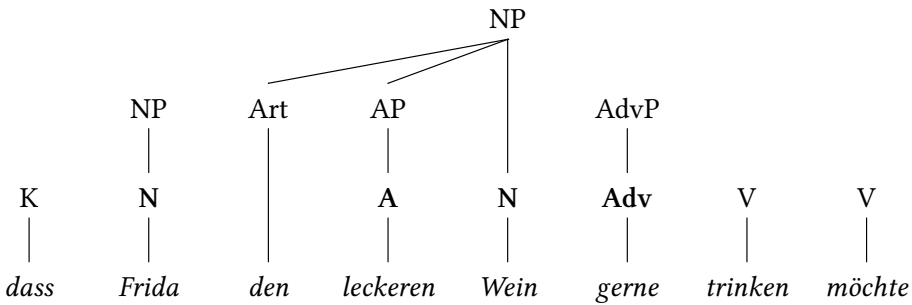 NP
NP Art AP AdvP
K N A N Adv V V
dass Frida den leckeren Wein gerne trinken möchte